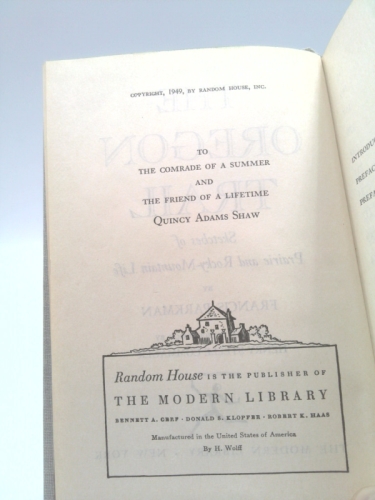 COPYRIGHT, 1949, BY RANDOM HOUSE, INC.
TO
THE COMRADE OF A SUMMER
AND
THE FRIEND OF A LIFETIME
QUINCY ADAMS SHAW
Random House IS THE PUBLISHER OF
THE MODERN LIBRARY
BENNETT A. CERF · DONALD S. KLOPFER · ROBERT K. HAAS
Manufactured in the United States of America
By H. Wolff